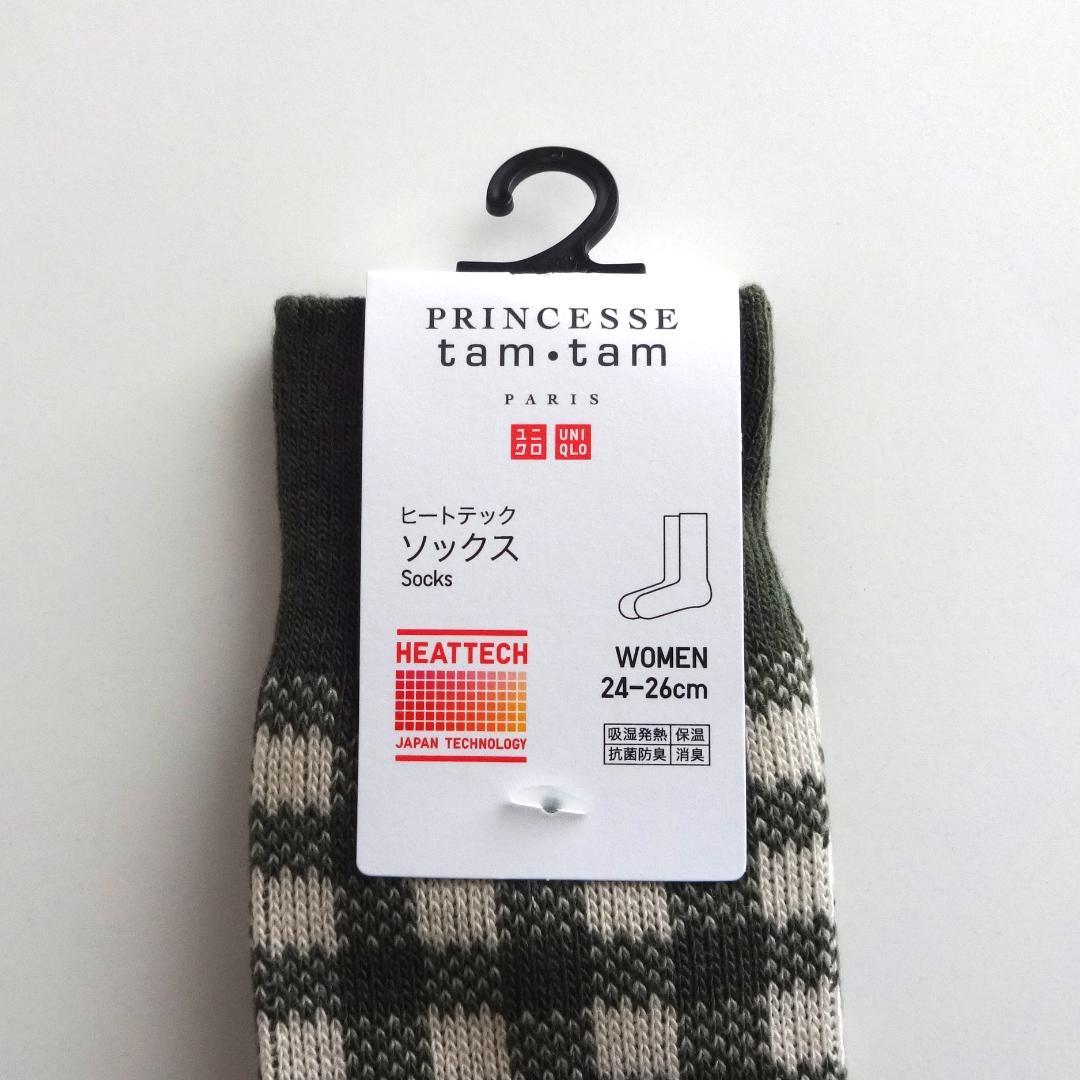 PRINCESSE
tam•tam
PARIS
ユニクロ UNIQLO
ヒートテック
ソックス
Socks
HEATTECH
JAPAN TECHNOLOGY
WOMEN
24-26cm
吸湿発熱 保温
抗菌防臭 消臭